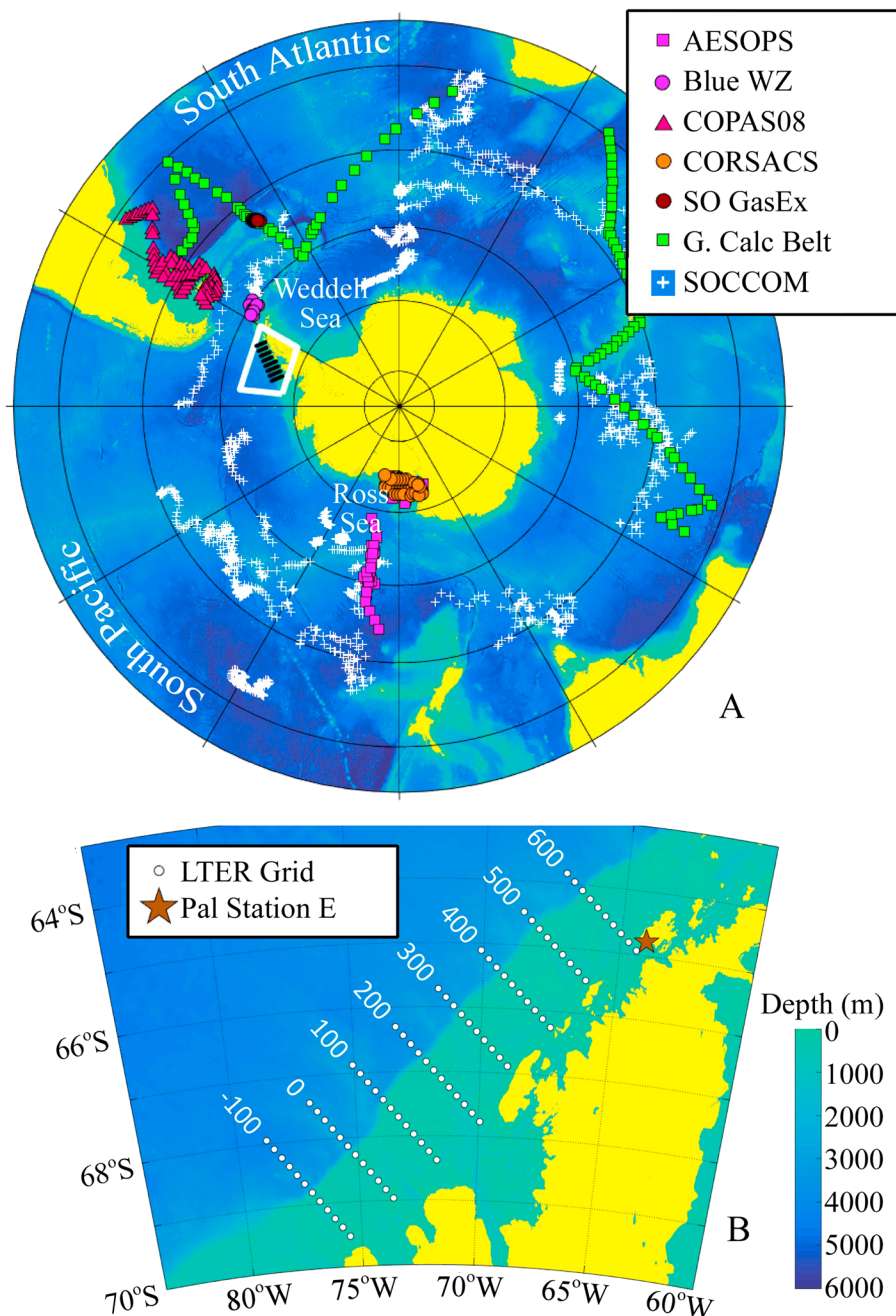 South Atlantic
AESOPS
Blue WZ
COPAS08
CORSACS
SO GasEx
G. Calc Belt
SOCCOM
Weddell
Sea
Ross
Sea
South Pacific
A
LTER Grid
Pal Station E
600
500
400
300
200
100
0
-100
64°S
66°S
68°S
70°S
80°W
75°W
70°W
65°W
60°W
B
Depth (m)
0
1000
2000
3000
4000
5000
6000